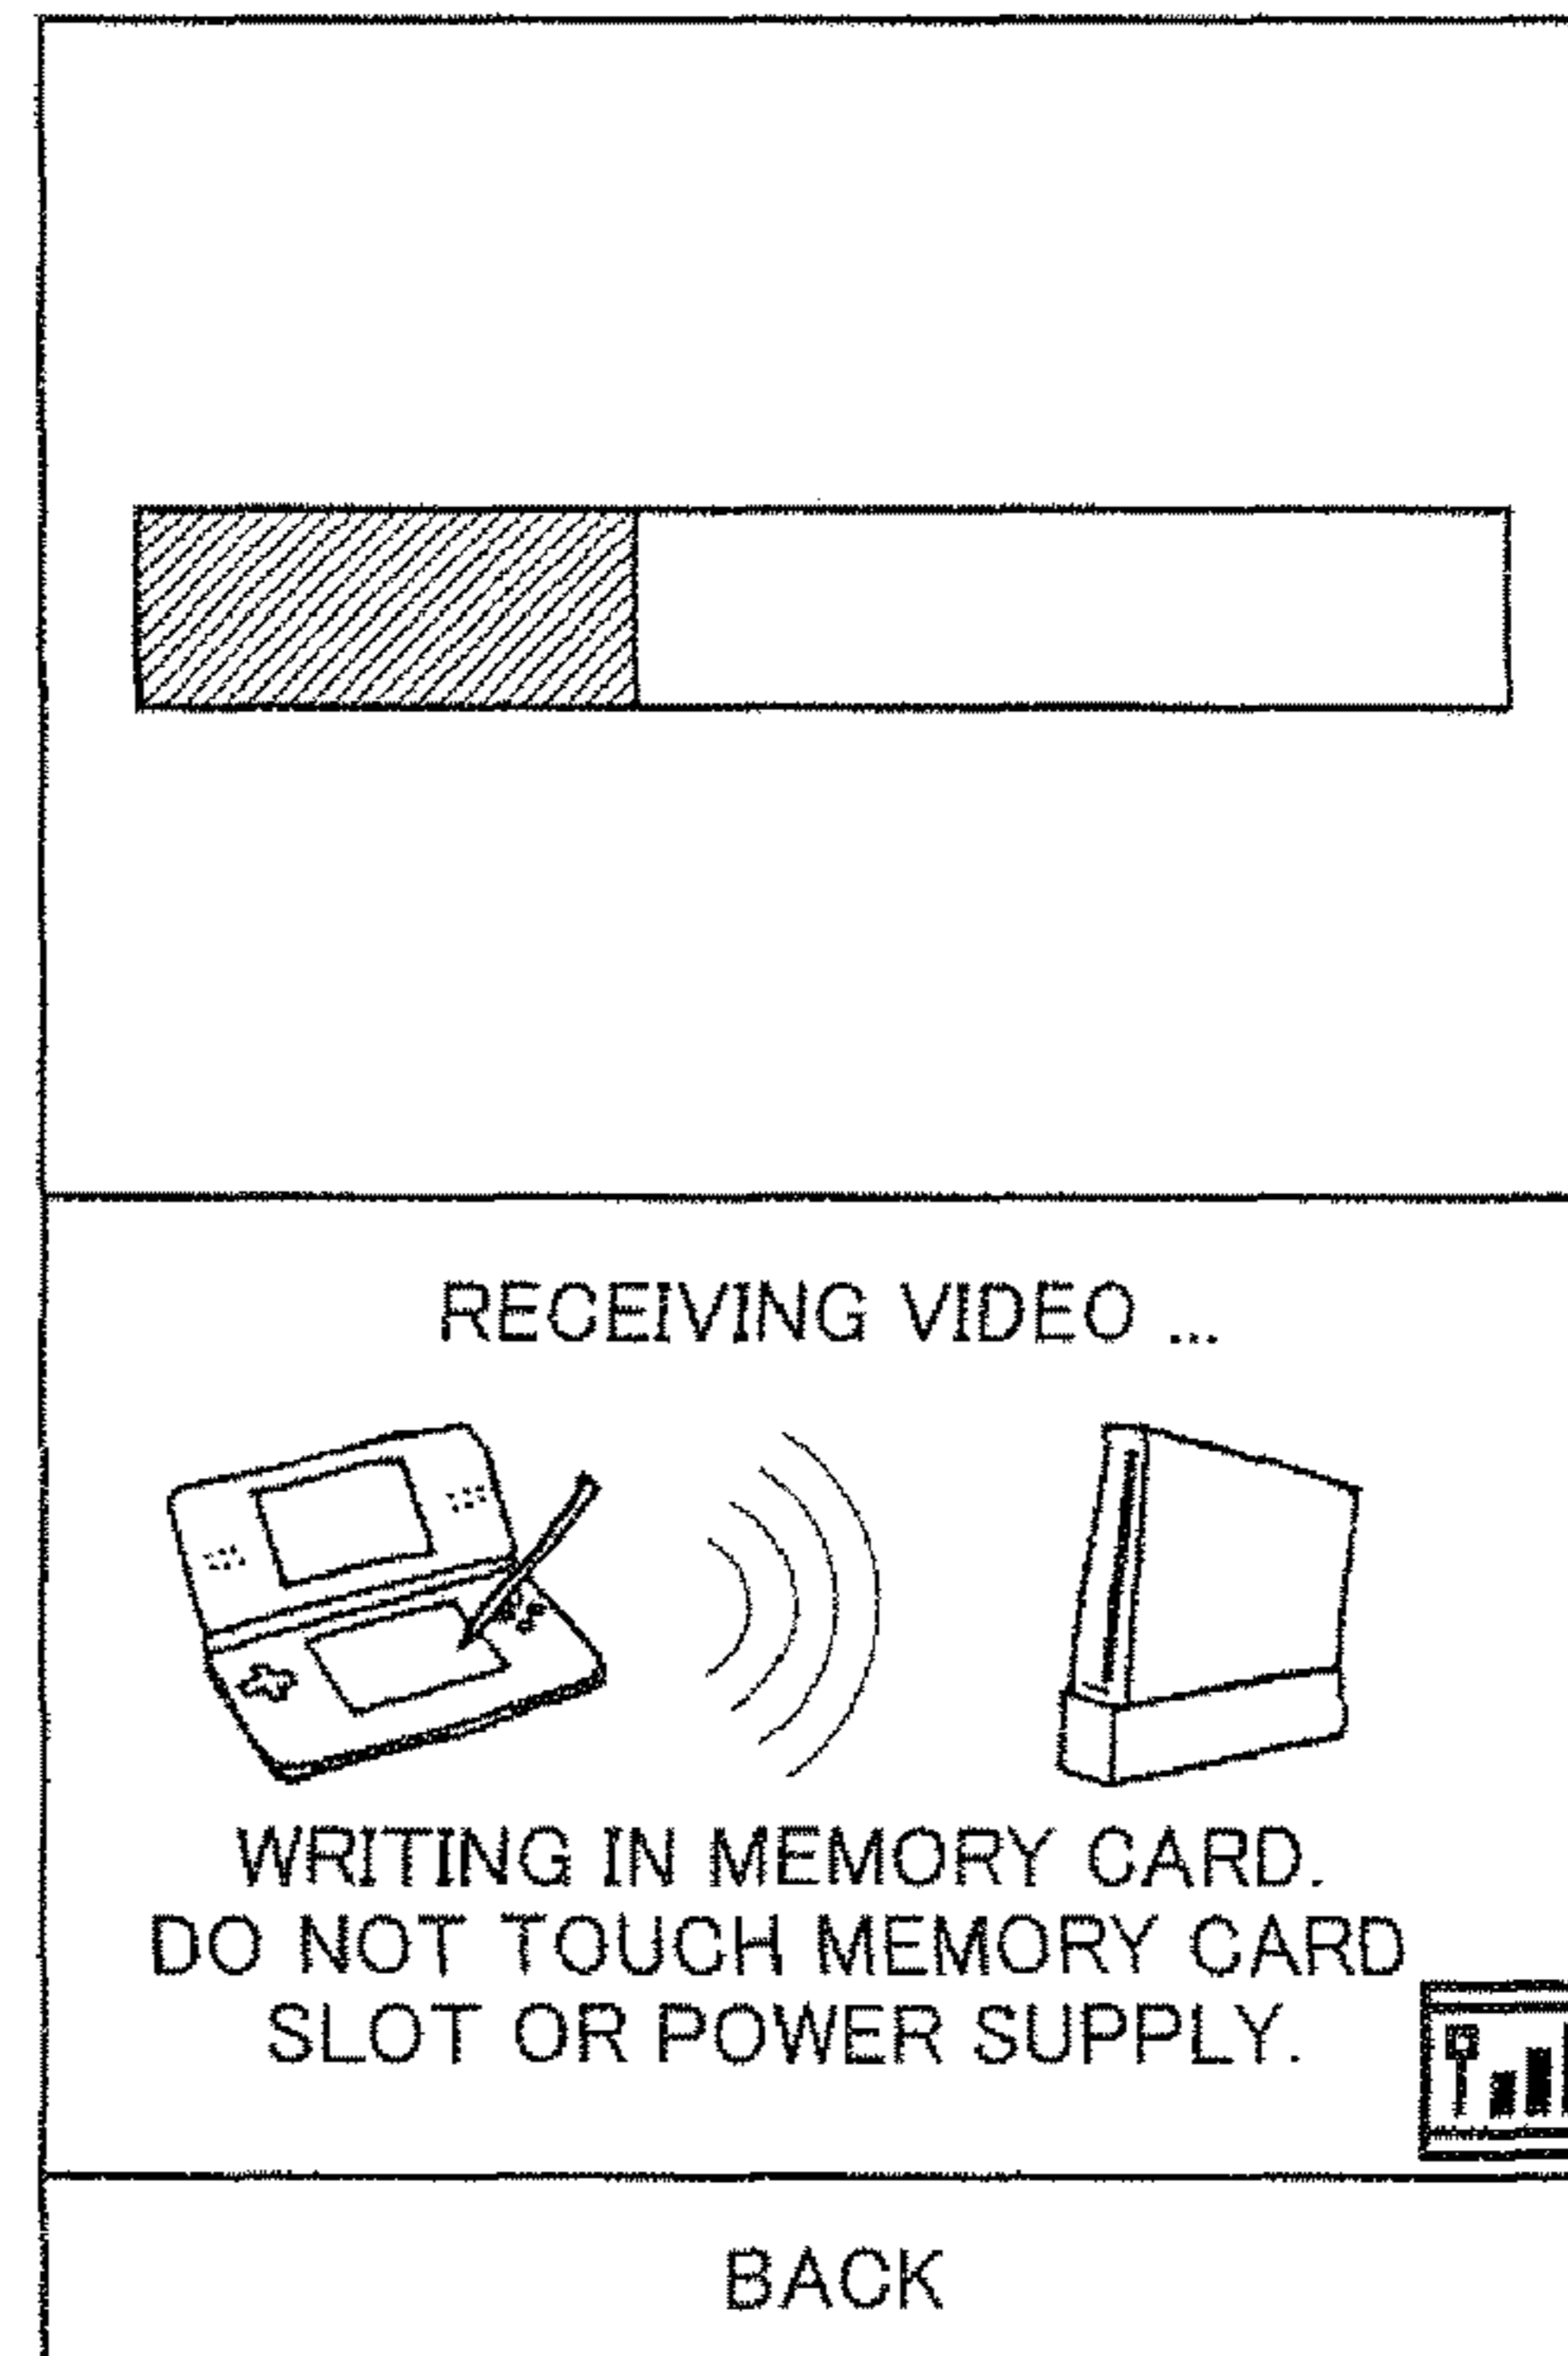 RECEIVING VIDEO ...
WRITING IN MEMORY CARD.
DO NOT TOUCH MEMORY CARD
SLOT OR POWER SUPPLY.
BACK